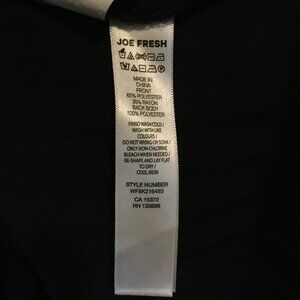 JOE FRESH
MADE IN
CHINA
FRONT
65% POLYESTER
35% RAYON
BACK BODY
100% POLYESTER
HAND WASH COLD /
WASH WITH LIKE
COLOURS /
DO NOT WRING OR SOAK/
ONLY NON-CHLORINE
BLEACH WHEN NEEDED /
RE-SHAPE AND LAY FLAT
TO DRY /
COOL IRON
STYLE NUMBER
WF8K216483
CA 15372
RN 133886